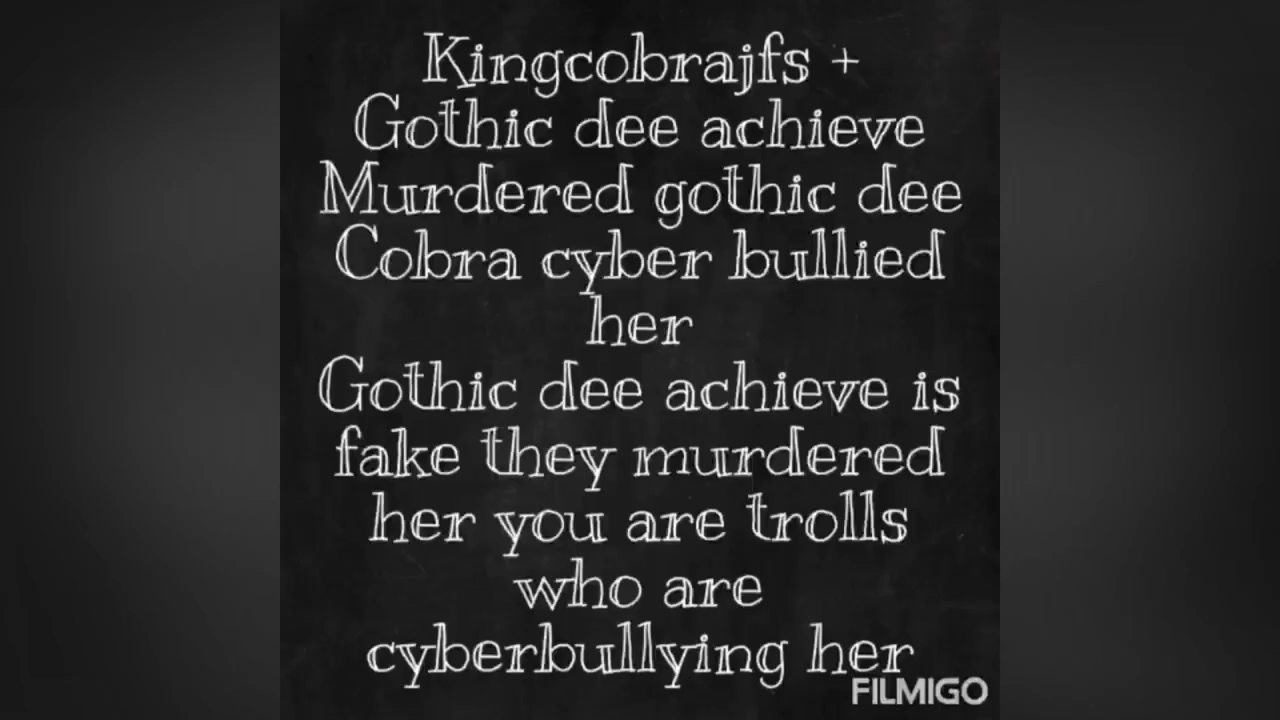 Kingcobrajfs +
Gothic dee achieve
Murdered gothic dee
Cobra cyber bullied
her
Gothic dee achieve is
fake they murdered
her you are trolls
who are
cyberbullying her
FILMIGO